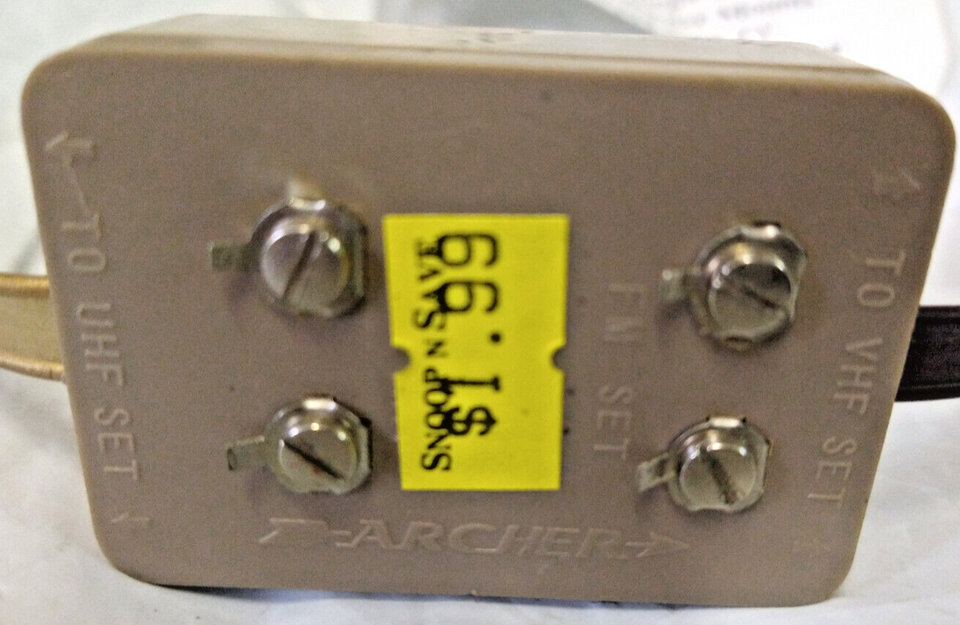 TO UHF SET
SNOOP N SAVE
$1.99
FM SET
TO VHF SET
ARCHER